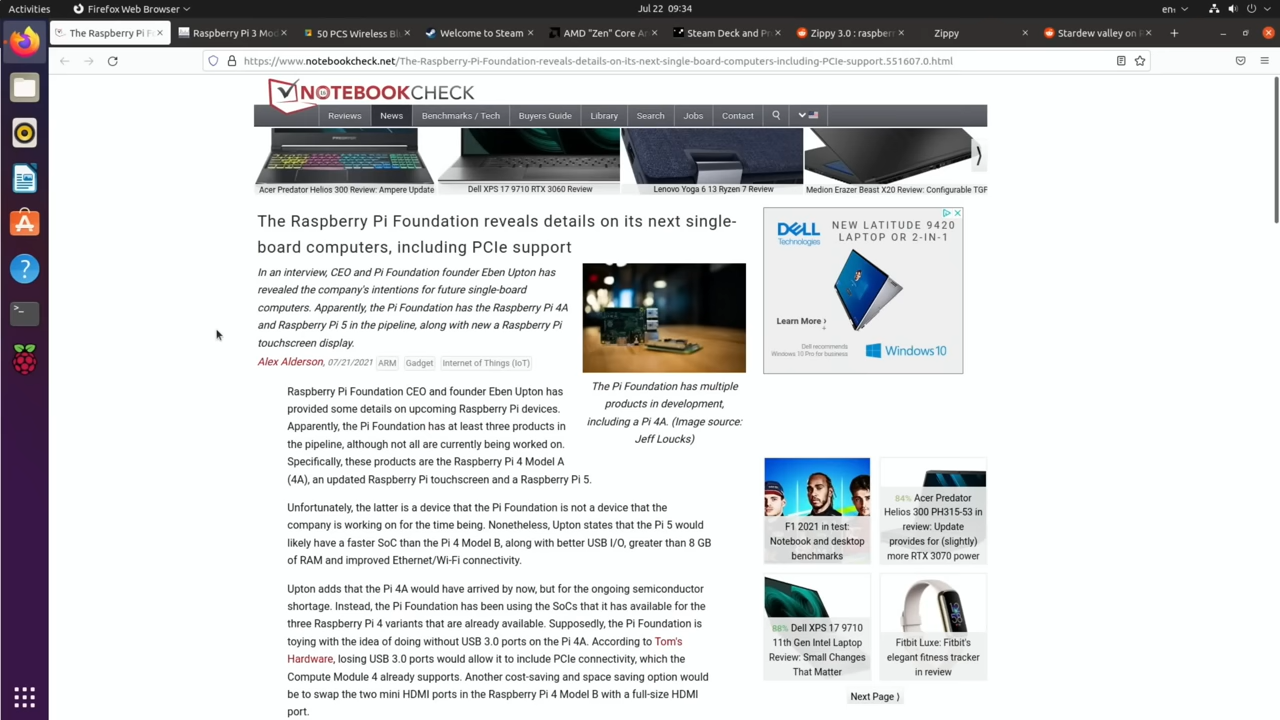 Activities
Firefox Web Browser
Jul 22 09:34
en₁
The Raspberry Pi F
Raspberry Pi 3 Mod
50 PCS Wireless Bl
Welcome to Steam
AMD "Zen" Core Ar
Steam Deck and Pr
Zippy 3.0 : raspberr
Zippy
Stardew valley on R
https://www.notebookcheck.net/The-Raspberry-Pi-Foundation-reveals-details-on-its-next-single-board-computers-including-PCIe-support.551607.0.html
NOTEBOOKCHECK
Reviews
News
Benchmarks / Tech
Buyers Guide
Library
Search
Jobs
Contact
Acer Predator Helios 300 Review: Ampere Update
Dell XPS 17 9710 RTX 3060 Review
Lenovo Yoga 6 13 Ryzen 7 Review
Medion Erazer Beast X20 Review: Configurable TGF
The Raspberry Pi Foundation reveals details on its next single-
board computers, including PCIe support
In an interview, CEO and Pi Foundation founder Eben Upton has
revealed the company's intentions for future single-board
computers. Apparently, the Pi Foundation has the Raspberry Pi 4A
and Raspberry Pi 5 in the pipeline, along with new a Raspberry Pi
touchscreen display.
Alex Alderson, 07/21/2021 ARM Gadget Internet of Things (IoT)
The Pi Foundation has multiple
products in development,
including a Pi 4A. (Image source:
Jeff Loucks)
Raspberry Pi Foundation CEO and founder Eben Upton has
provided some details on upcoming Raspberry Pi devices.
Apparently, the Pi Foundation has at least three products in
the pipeline, although not all are currently being worked on.
Specifically, these products are the Raspberry Pi 4 Model A
(4A), an updated Raspberry Pi touchscreen and a Raspberry Pi 5.
Unfortunately, the latter is a device that the Pi Foundation is not a device that the
company is working on for the time being. Nonetheless, Upton states that the Pi 5 would
likely have a faster SoC than the Pi 4 Model B, along with better USB I/O, greater than 8 GB
of RAM and improved Ethernet/Wi-Fi connectivity.
Upton adds that the Pi 4A would have arrived by now, but for the ongoing semiconductor
shortage. Instead, the Pi Foundation has been using the SoCs that it has available for the
three Raspberry Pi 4 variants that are already available. Supposedly, the Pi Foundation is
toying with the idea of doing without USB 3.0 ports on the Pi 4A. According to Tom's
Hardware, losing USB 3.0 ports would allow it to include PCIe connectivity, which the
Compute Module 4 already supports. Another cost-saving and space saving option would
be to swap the two mini HDMI ports in the Raspberry Pi 4 Model B with a full-size HDMI
port.
DELL
Technologies
NEW LATITUDE 9420
LAPTOP OR 2-IN-1
Learn More ›
Dell recommends
Windows 10 Pro for business
Windows 10
F1 2021 in test:
Notebook and desktop
benchmarks
84% Acer Predator
Helios 300 PH315-53 in
review: Update
provides for (slightly)
more RTX 3070 power
88% Dell XPS 17 9710
11th Gen Intel Laptop
Review: Small Changes
That Matter
Fitbit Luxe: Fitbit's
elegant fitness tracker
in review
Next Page ⟩